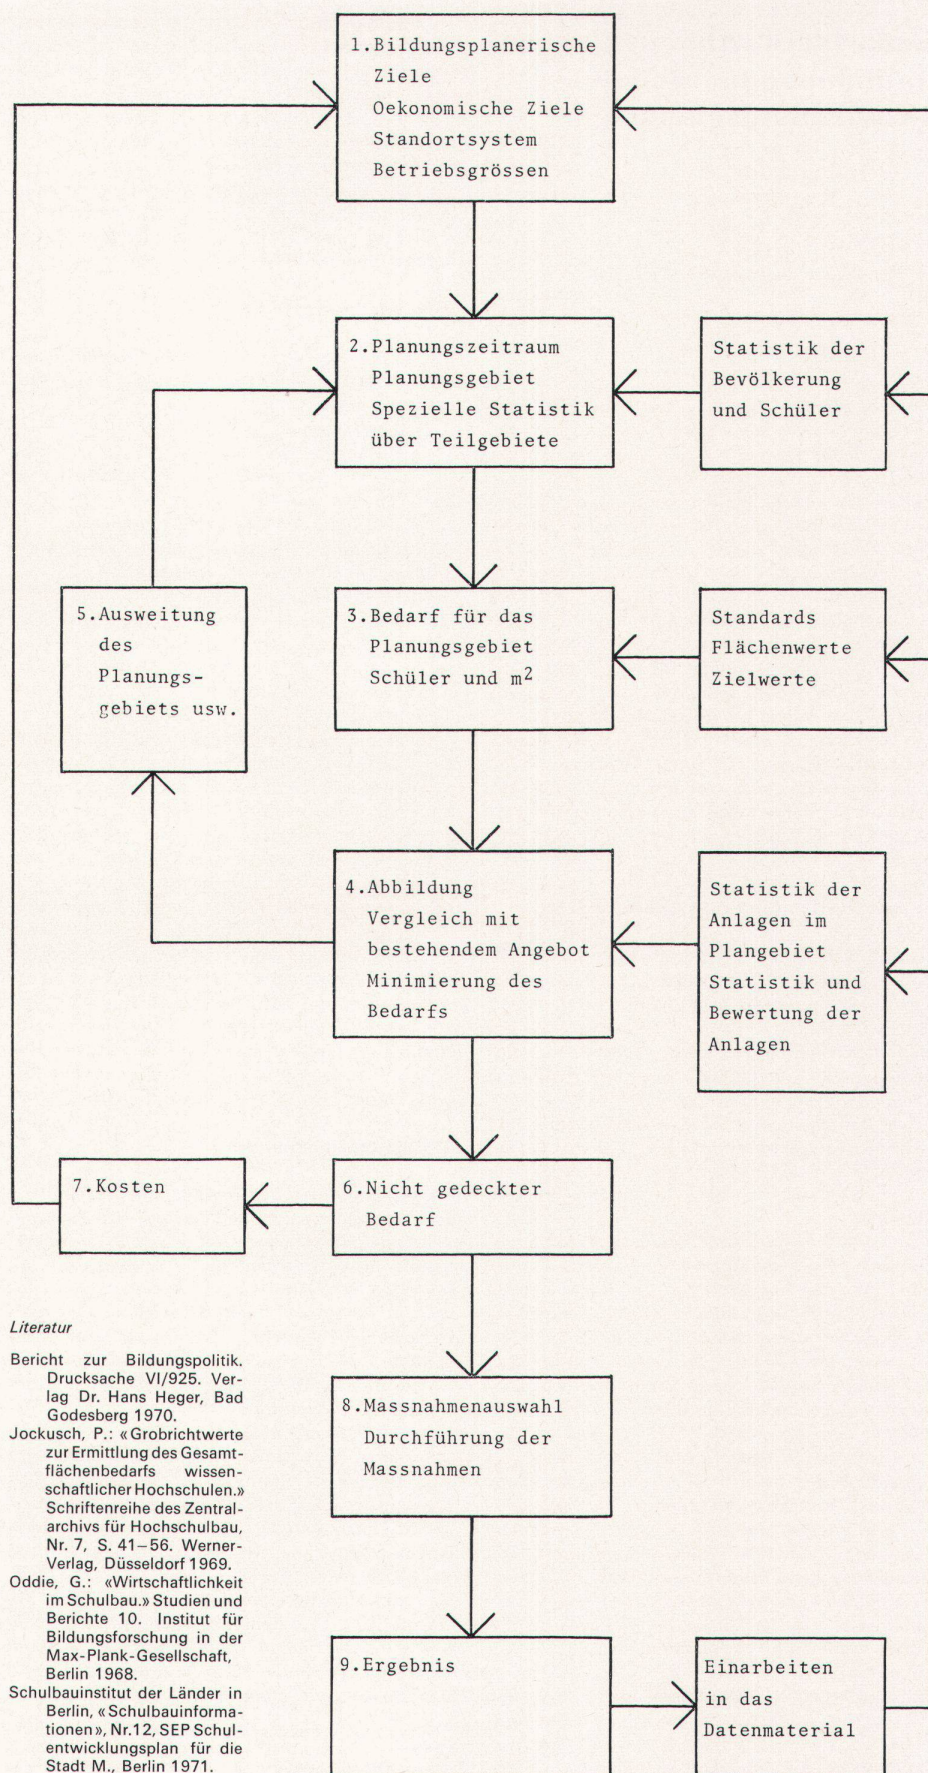 1.Bildungsplanerische
Ziele
Oekonomische Ziele
Standortsystem
Betriebsgrössen
2.Planungszeitraum
Planungsgebiet
Spezielle Statistik
über Teilgebiete
Statistik der
Bevölkerung
und Schüler
5.Ausweitung
des
Planungs-
gebiets usw.
3.Bedarf für das
Planungsgebiet
Schüler und m²
Standards
Flächenwerte
Zielwerte
4.Abbildung
Vergleich mit
bestehendem Angebot
Minimierung des
Bedarfs
Statistik der
Anlagen im
Plangebiet
Statistik und
Bewertung der
Anlagen
7.Kosten
6.Nicht gedeckter
Bedarf
8.Massnahmenauswahl
Durchführung der
Massnahmen
9.Ergebnis
Einarbeiten
in das
Datenmaterial
Literatur
Bericht zur Bildungspolitik.
Drucksache VI/925. Ver-
lag Dr. Hans Heger, Bad
Godesberg 1970.
Jockusch, P.: «Grobrichtwerte
zur Ermittlung des Gesamt-
flächenbedarfs wissen-
schaftlicher Hochschulen.»
Schriftenreihe des Zentral-
archivs für Hochschulbau,
Nr. 7, S. 41–56. Werner-
Verlag, Düsseldorf 1969.
Oddie, G.: «Wirtschaftlichkeit
im Schulbau.» Studien und
Berichte 10. Institut für
Bildungsforschung in der
Max-Plank-Gesellschaft,
Berlin 1968.
Schulbauinstitut der Länder in
Berlin, «Schulbauinforma-
tionen», Nr.12, SEP Schul-
entwicklungsplan für die
Stadt M., Berlin 1971.